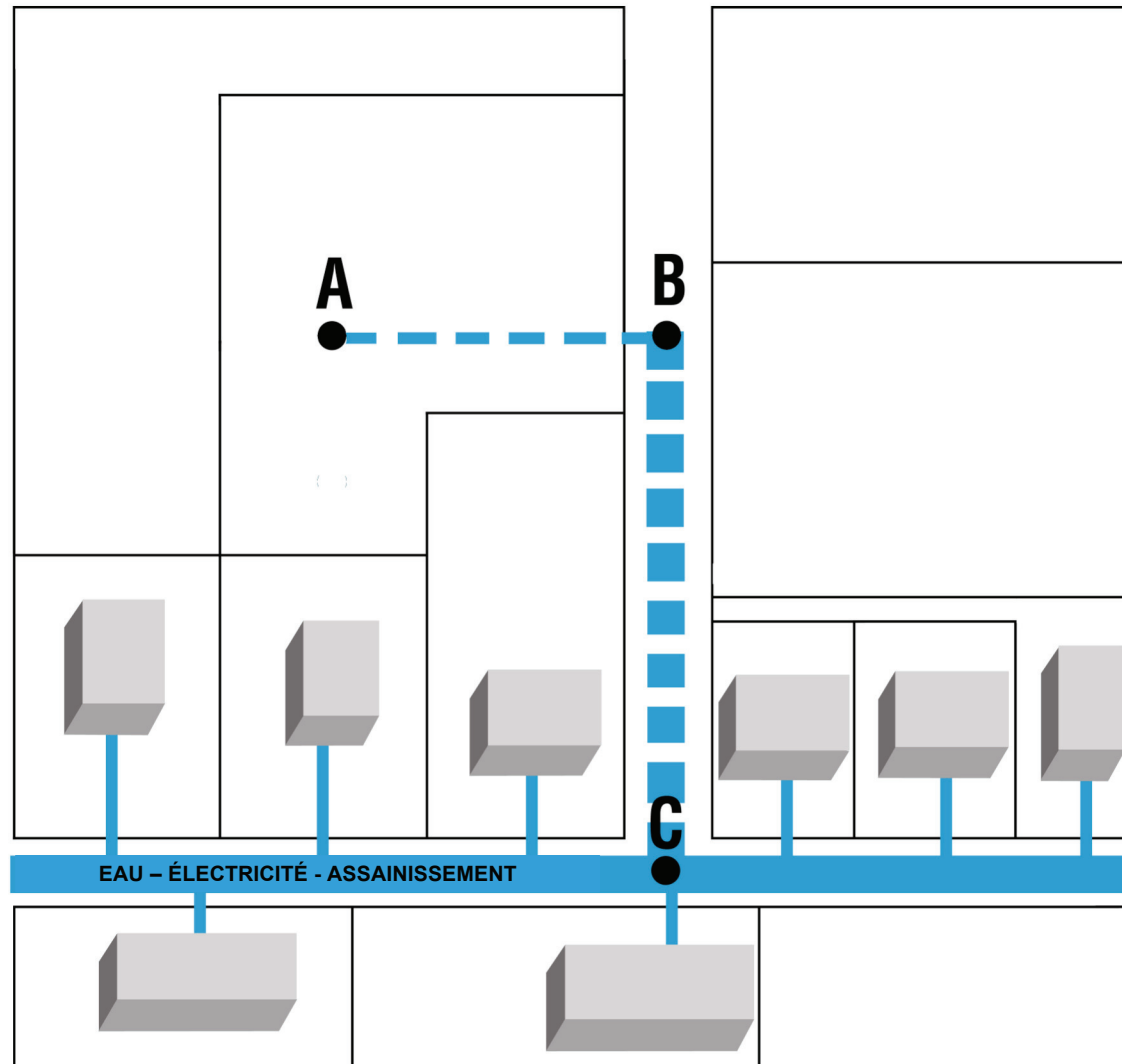 A
B
C
EAU – ÉLECTRICITÉ - ASSAINISSEMENT